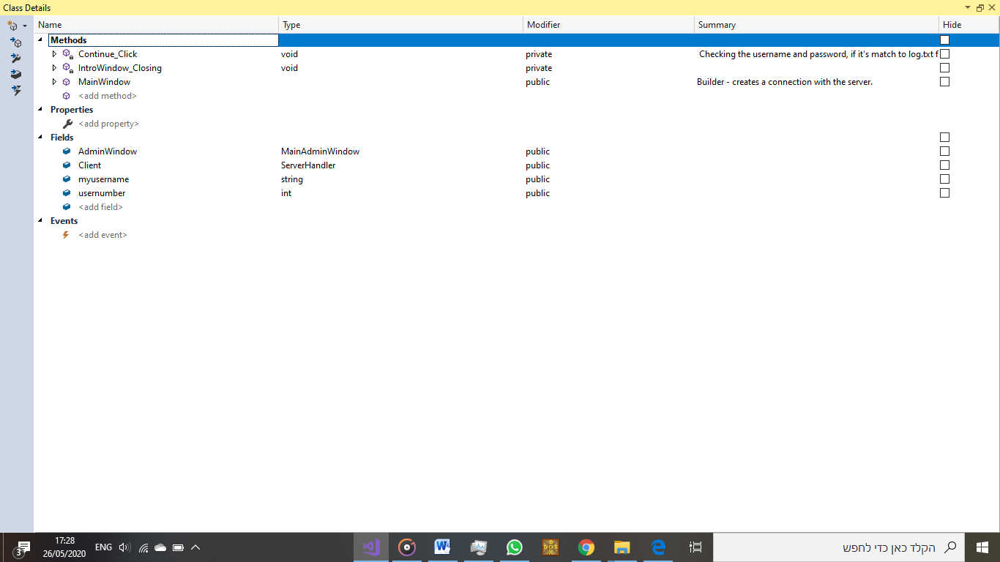 Class Details
Name Type Modifier Summary Hide
Methods
Continue_Click void private Checking the username and password, if it's match to log.txt f
IntroWindow_Closing void private
MainWindow public Builder - creates a connection with the server.
<add method>
Properties
<add property>
Fields
AdminWindow MainAdminWindow public
Client ServerHandler public
myusername string public
usernumber int public
<add field>
Events
<add event>
3 17:28 ENG הקלד כאן כדי לחפש
26/05/2020